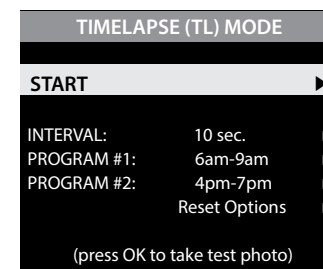 TIMELAPSE (TL) MODE
START
INTERVAL: 10 sec.
PROGRAM #1: 6am-9am
PROGRAM #2: 4pm-7pm
Reset Options
(press OK to take test photo)